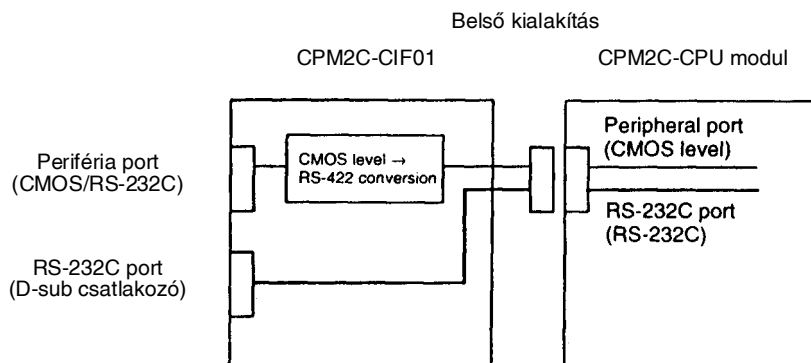 Belső kialakítás
CPM2C-CIF01
CPM2C-CPU modul
Periféria port
(CMOS/RS-232C)
CMOS level →
RS-422 conversion
Peripheral port
(CMOS level)
RS-232C port
(RS-232C)
RS-232C port
(D-sub csatlakozó)